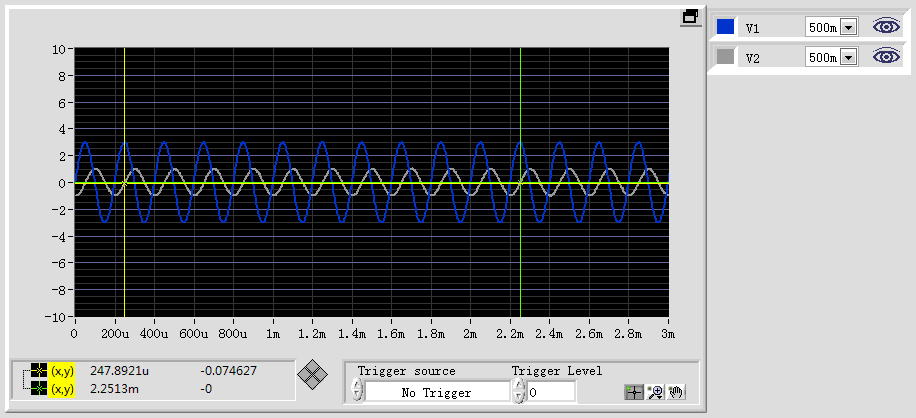 V1 500m
V2 500m
10
8
6
4
2
0
-2
-4
-6
-8
-10
0 200u 400u 600u 800u 1m 1.2m 1.4m 1.6m 1.8m 2m 2.2m 2.4m 2.6m 2.8m 3m
(x,y) 247.8921u -0.074627
(x,y) 2.2513m -0
Trigger source Trigger Level
No Trigger 0